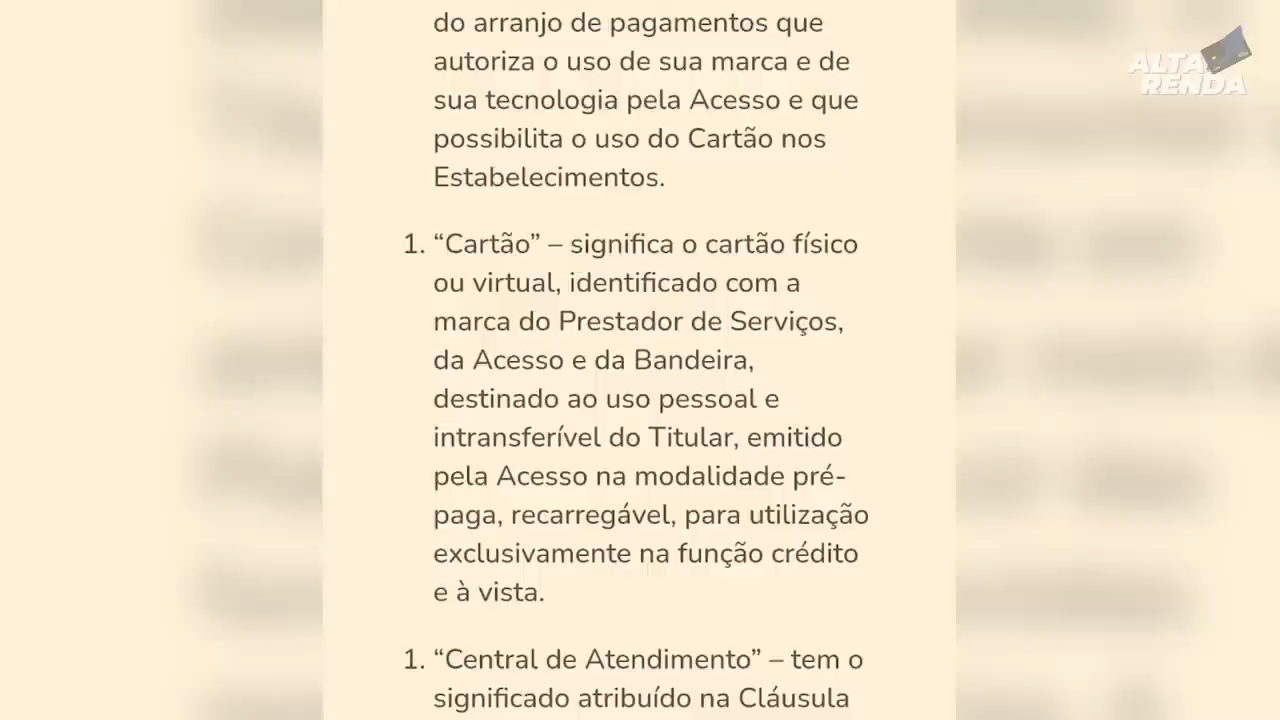 do arranjo de pagamentos que
autoriza o uso de sua marca e de
sua tecnologia pela Acesso e que
possibilita o uso do Cartão nos
Estabelecimentos.
1. “Cartão” – significa o cartão físico
ou virtual, identificado com a
marca do Prestador de Serviços,
da Acesso e da Bandeira,
destinado ao uso pessoal e
intransferível do Titular, emitido
pela Acesso na modalidade pré-
paga, recarregável, para utilização
exclusivamente na função crédito
e à vista.
1. “Central de Atendimento” – tem o
significado atribuído na Cláusula
ALTA
RENDA